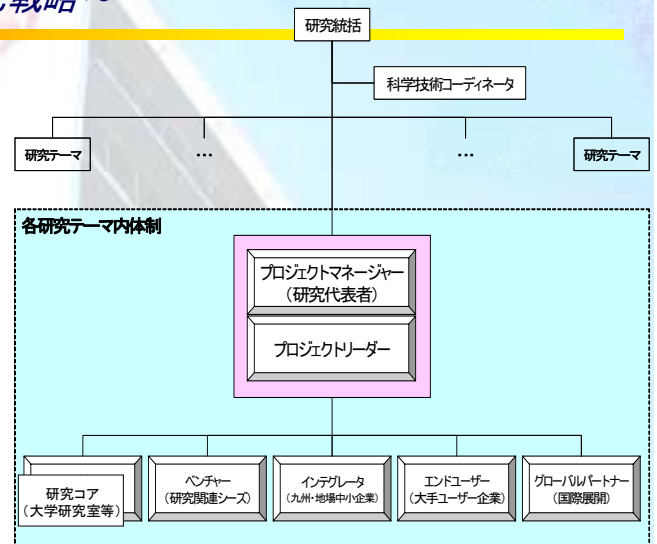 戦略
研究統括
科学技術コーディネータ
研究テーマ
…
…
研究テーマ
各研究テーマ内体制
プロジェクトマネージャー
（研究代表者）
プロジェクトリーダー
研究コア
（大学研究室等）
ベンチャー
（研究関連シーズ）
インテグレータ
（九州・地場中小企業）
エンドユーザー
（大手ユーザー企業）
グローバルパートナー
（国際展開）